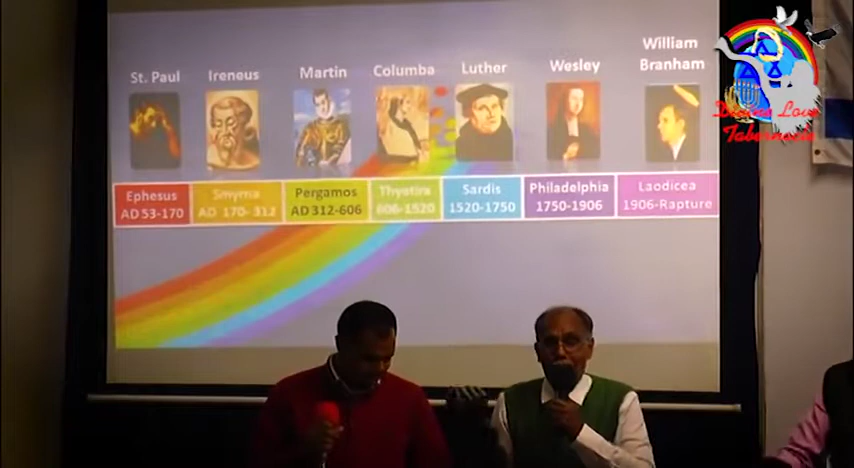 William
St. Paul Ireneus Martin Columba Luther Wesley Branham
Ephesus Smyrna Pergamos Thyatira Sardis Philadelphia Laodicea
AD 53-170 AD 170- 312 AD 312-606 606-1520 1520-1750 1750-1906 1906-Rapture
Divine Love
Tabernacle